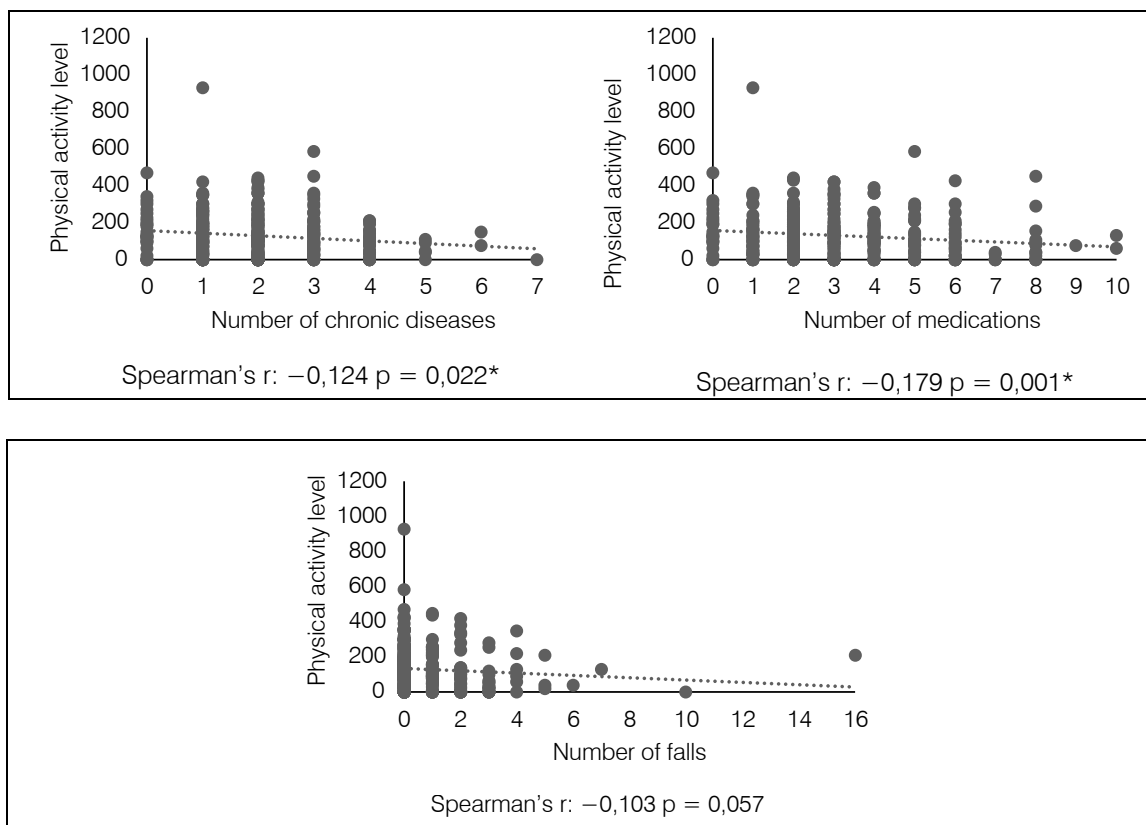 1200
1000
800
600
400
200
0
Physical activity level
0 1 2 3 4 5 6 7
Number of chronic diseases
Spearman's r: −0,124 p = 0,022*
1200
1000
800
600
400
200
0
Physical activity level
0 1 2 3 4 5 6 7 8 9 10
Number of medications
Spearman's r: −0,179 p = 0,001*
1200
1000
800
600
400
200
0
Physical activity level
0 2 4 6 8 10 12 14 16
Number of falls
Spearman's r: −0,103 p = 0,057